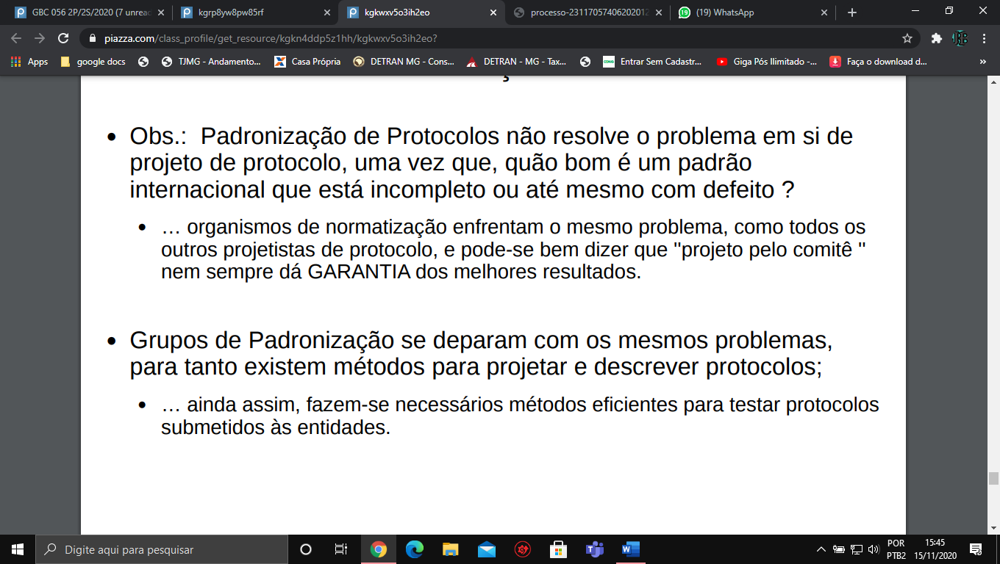 GBC 056 2P/2S/2020 (7 unread
kgrp8yw8pw85rf
kgkwxv5o3ih2eo
processo-2311705740620201
(19) WhatsApp
piazza.com/class_profile/get_resource/kgkn4ddp5z1hh/kgkwxv5o3ih2eo?
Apps
google docs
TJMG - Andamento...
Casa Própria
DETRAN MG - Cons...
DETRAN - MG - Tax...
Entrar Sem Cadastr...
Giga Pós Ilimitado -...
Faça o download d...
»
• Obs.: Padronização de Protocolos não resolve o problema em si de
projeto de protocolo, uma vez que, quão bom é um padrão
internacional que está incompleto ou até mesmo com defeito ?
• … organismos de normatização enfrentam o mesmo problema, como todos os
outros projetistas de protocolo, e pode-se bem dizer que "projeto pelo comitê "
nem sempre dá GARANTIA dos melhores resultados.
• Grupos de Padronização se deparam com os mesmos problemas,
para tanto existem métodos para projetar e descrever protocolos;
• … ainda assim, fazem-se necessários métodos eficientes para testar protocolos
submetidos às entidades.
Digite aqui para pesquisar
POR
PTB2
15:45
15/11/2020